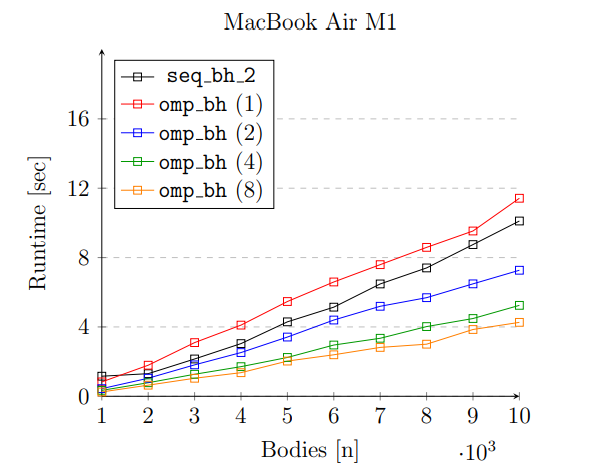 MacBook Air M1
seq_bh_2
omp_bh (1)
omp_bh (2)
omp_bh (4)
omp_bh (8)
16
12
8
4
0
Runtime [sec]
1 2 3 4 5 6 7 8 9 10
Bodies [n]
·10³